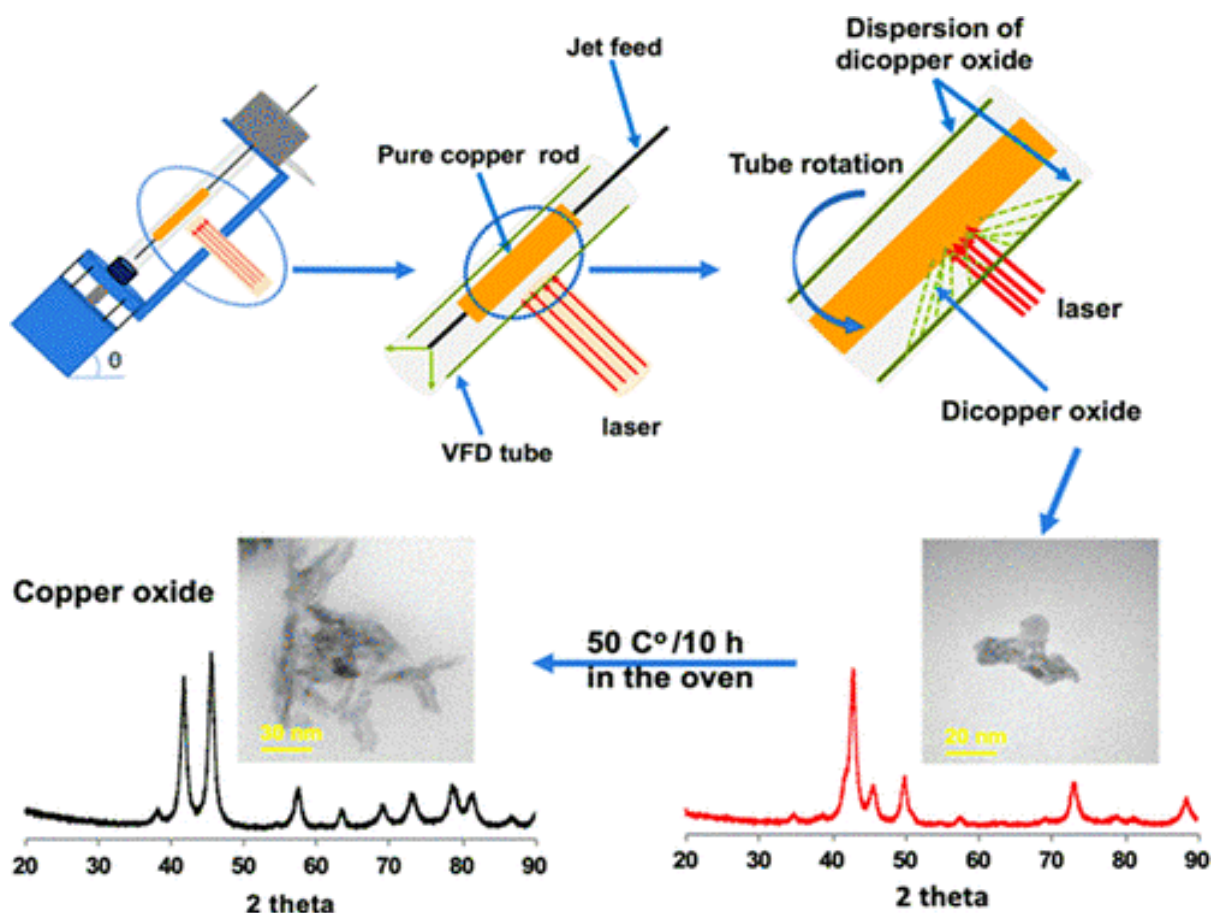 Jet feed
Pure copper rod
VFD tube
laser
θ
Dispersion of
dicopper oxide
Tube rotation
laser
Dicopper oxide
Copper oxide
30 nm
50 Cº /10 h
in the oven
20 nm
20 30 40 50 60 70 80 90
2 theta
20 30 40 50 60 70 80 90
2 theta